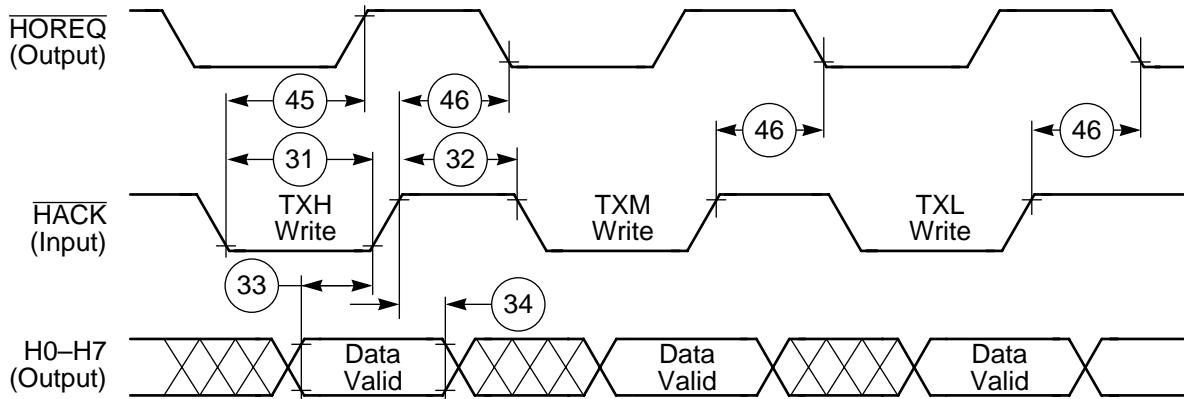 HOREQ
(Output)
45
46
46
46
31
32
HACK
(Input)
TXH
Write
TXM
Write
TXL
Write
33
34
H0–H7
(Output)
Data
Valid
Data
Valid
Data
Valid